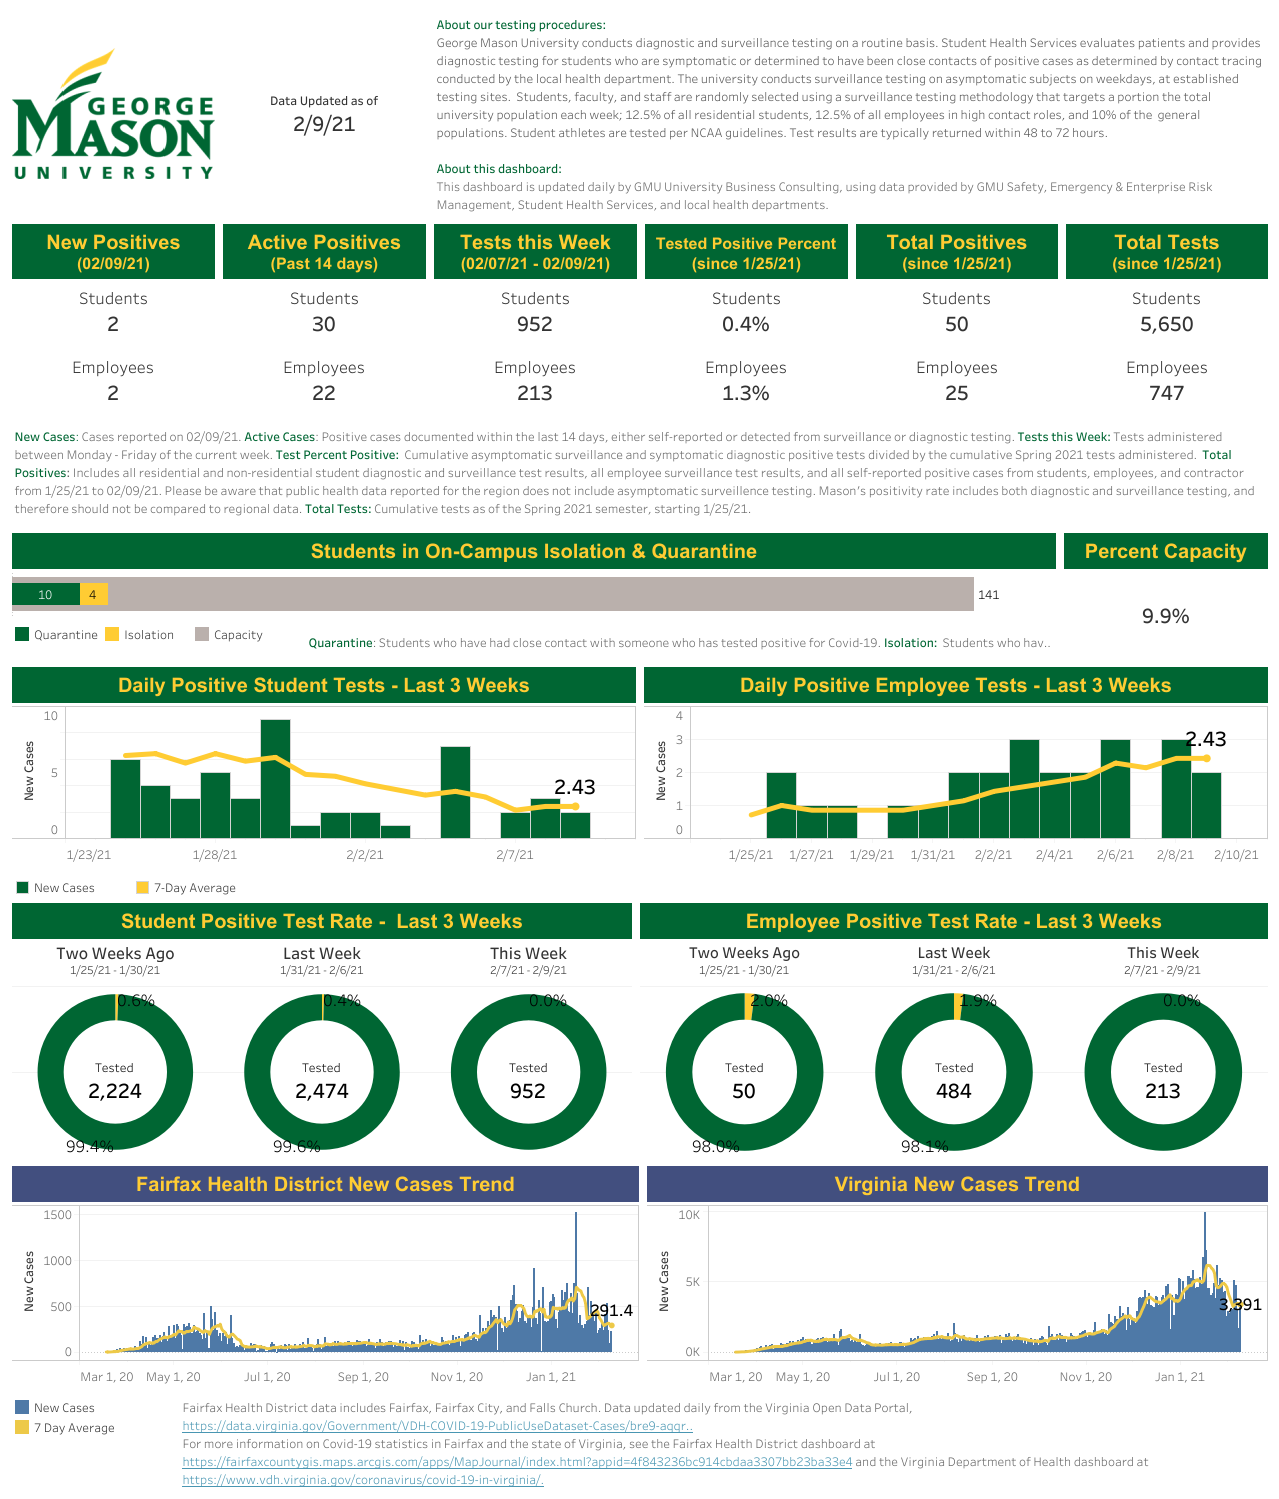 About our testing procedures:
George Mason University conducts diagnostic and surveillance testing on a routine basis. Student Health Services evaluates patients and provides
diagnostic testing for students who are symptomatic or determined to have been close contacts of positive cases as determined by contact tracing
conducted by the local health department. The university conducts surveillance testing on asymptomatic subjects on weekdays, at established
testing sites. Students, faculty, and staff are randomly selected using a surveillance testing methodology that targets a portion the total
university population each week; 12.5% of all residential students, 12.5% of all employees in high contact roles, and 10% of the general
populations. Student athletes are tested per NCAA guidelines. Test results are typically returned within 48 to 72 hours.
GEORGE
MASON
UNIVERSITY
Data Updated as of
2/9/21
About this dashboard:
This dashboard is updated daily by GMU University Business Consulting, using data provided by GMU Safety, Emergency & Enterprise Risk
Management, Student Health Services, and local health departments.
New Positives
(02/09/21)
Students
2
Employees
2
Active Positives
(Past 14 days)
Students
30
Employees
22
Tests this Week
(02/07/21 - 02/09/21)
Students
952
Employees
213
Tested Positive Percent
(since 1/25/21)
Students
0.4%
Employees
1.3%
Total Positives
(since 1/25/21)
Students
50
Employees
25
Total Tests
(since 1/25/21)
Students
5,650
Employees
747
New Cases: Cases reported on 02/09/21. Active Cases: Positive cases documented within the last 14 days, either self-reported or detected from surveillance or diagnostic testing. Tests this Week: Tests administered
between Monday - Friday of the current week. Test Percent Positive: Cumulative asymptomatic surveillance and symptomatic diagnostic positive tests divided by the cumulative Spring 2021 tests administered. Total
Positives: Includes all residential and non-residential student diagnostic and surveillance test results, all employee surveillance test results, and all self-reported positive cases from students, employees, and contractor
from 1/25/21 to 02/09/21. Please be aware that public health data reported for the region does not include asymptomatic surveillence testing. Mason's positivity rate includes both diagnostic and surveillance testing, and
therefore should not be compared to regional data. Total Tests: Cumulative tests as of the Spring 2021 semester, starting 1/25/21.
Students in On-Campus Isolation & Quarantine
10
4
141
Quarantine
Isolation
Capacity
Quarantine: Students who have had close contact with someone who has tested positive for Covid-19. Isolation: Students who hav..
Percent Capacity
9.9%
Daily Positive Student Tests - Last 3 Weeks
New Cases
10
5
0
2.43
1/23/21
1/28/21
2/2/21
2/7/21
New Cases
7-Day Average
Daily Positive Employee Tests - Last 3 Weeks
New Cases
4
3
2
1
0
2.43
1/25/21
1/27/21
1/29/21
1/31/21
2/2/21
2/4/21
2/6/21
2/8/21
2/10/21
Student Positive Test Rate - Last 3 Weeks
Two Weeks Ago
1/25/21 - 1/30/21
0.6%
Tested
2,224
99.4%
Last Week
1/31/21 - 2/6/21
0.4%
Tested
2,474
99.6%
This Week
2/7/21 - 2/9/21
0.0%
Tested
952
Employee Positive Test Rate - Last 3 Weeks
Two Weeks Ago
1/25/21 - 1/30/21
2.0%
Tested
50
98.0%
Last Week
1/31/21 - 2/6/21
1.9%
Tested
484
98.1%
This Week
2/7/21 - 2/9/21
0.0%
Tested
213
Fairfax Health District New Cases Trend
New Cases
1500
1000
500
0
291.4
Mar 1, 20
May 1, 20
Jul 1, 20
Sep 1, 20
Nov 1, 20
Jan 1, 21
Virginia New Cases Trend
New Cases
10K
5K
0K
3,391
Mar 1, 20
May 1, 20
Jul 1, 20
Sep 1, 20
Nov 1, 20
Jan 1, 21
New Cases
7 Day Average
Fairfax Health District data includes Fairfax, Fairfax City, and Falls Church. Data updated daily from the Virginia Open Data Portal,
https://data.virginia.gov/Government/VDH-COVID-19-PublicUseDataset-Cases/bre9-aqqr..
For more information on Covid-19 statistics in Fairfax and the state of Virginia, see the Fairfax Health District dashboard at
https://fairfaxcountygis.maps.arcgis.com/apps/MapJournal/index.html?appid=4f843236bc914cbdaa3307bb23ba33e4 and the Virginia Department of Health dashboard at
https://www.vdh.virginia.gov/coronavirus/covid-19-in-virginia/.